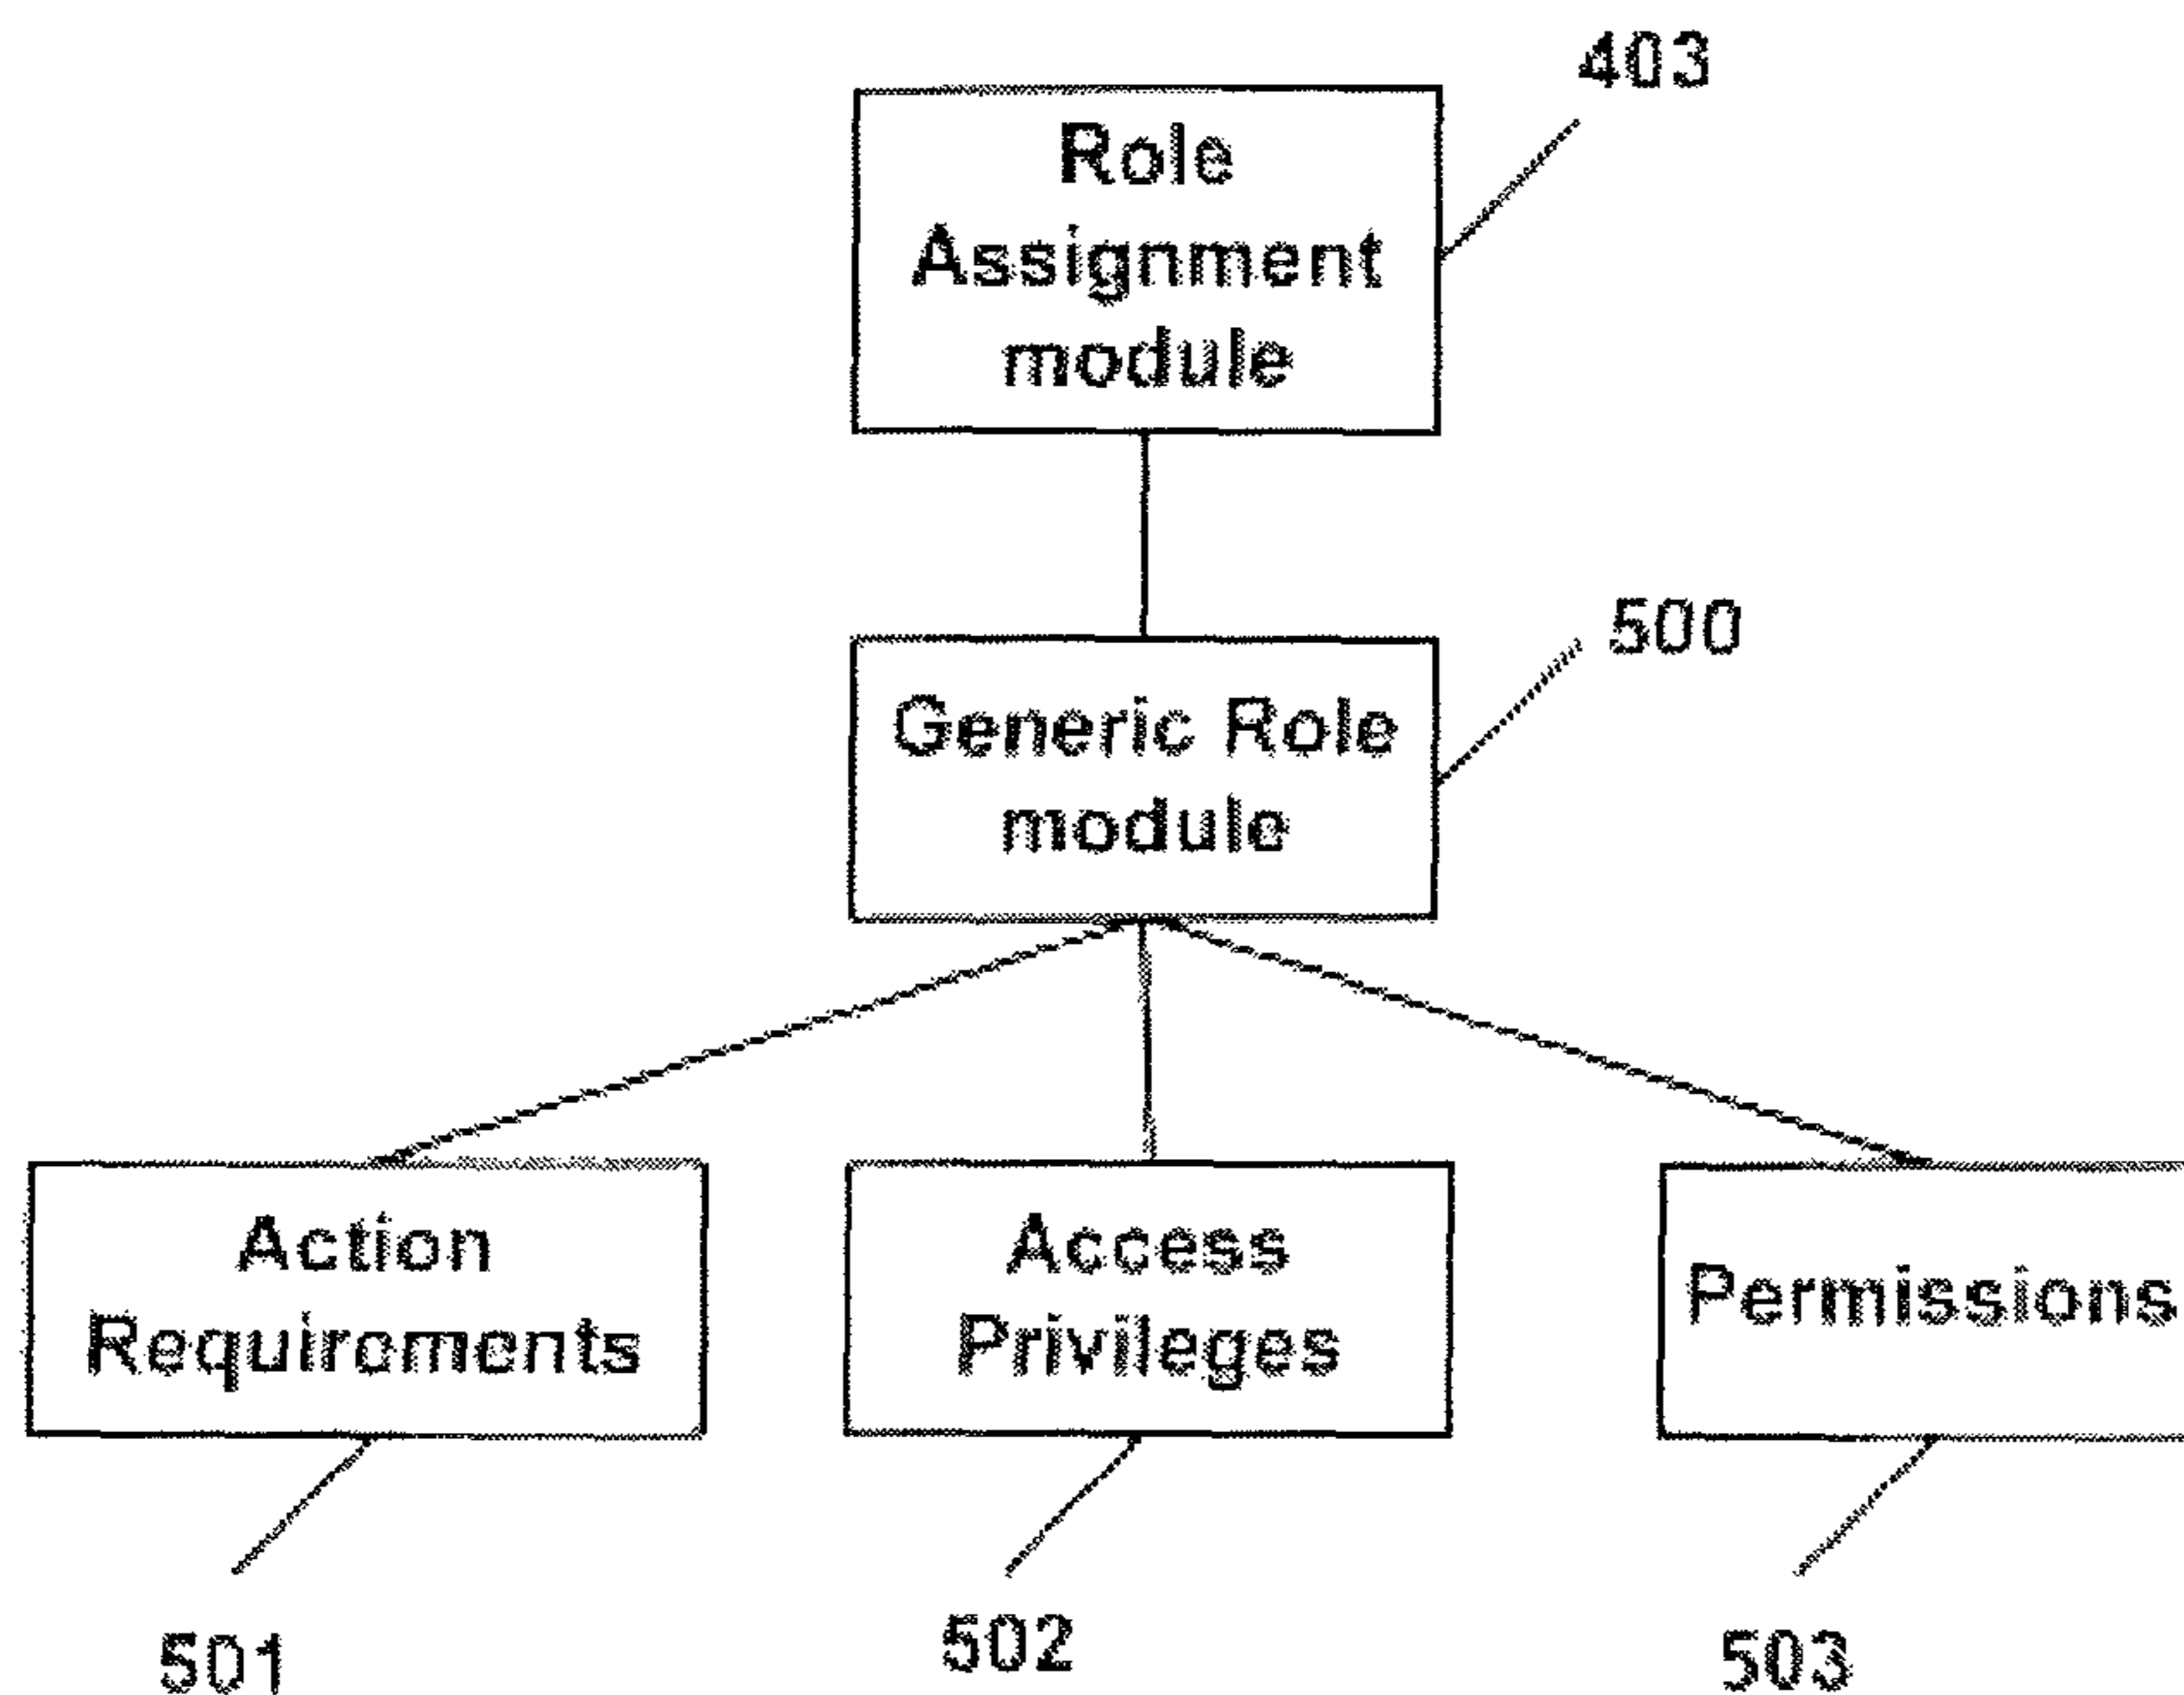 403
Role
Assignment
module
500
Generic Role
module
Action
Requirements
Access
Privileges
Permissions
501
502
503